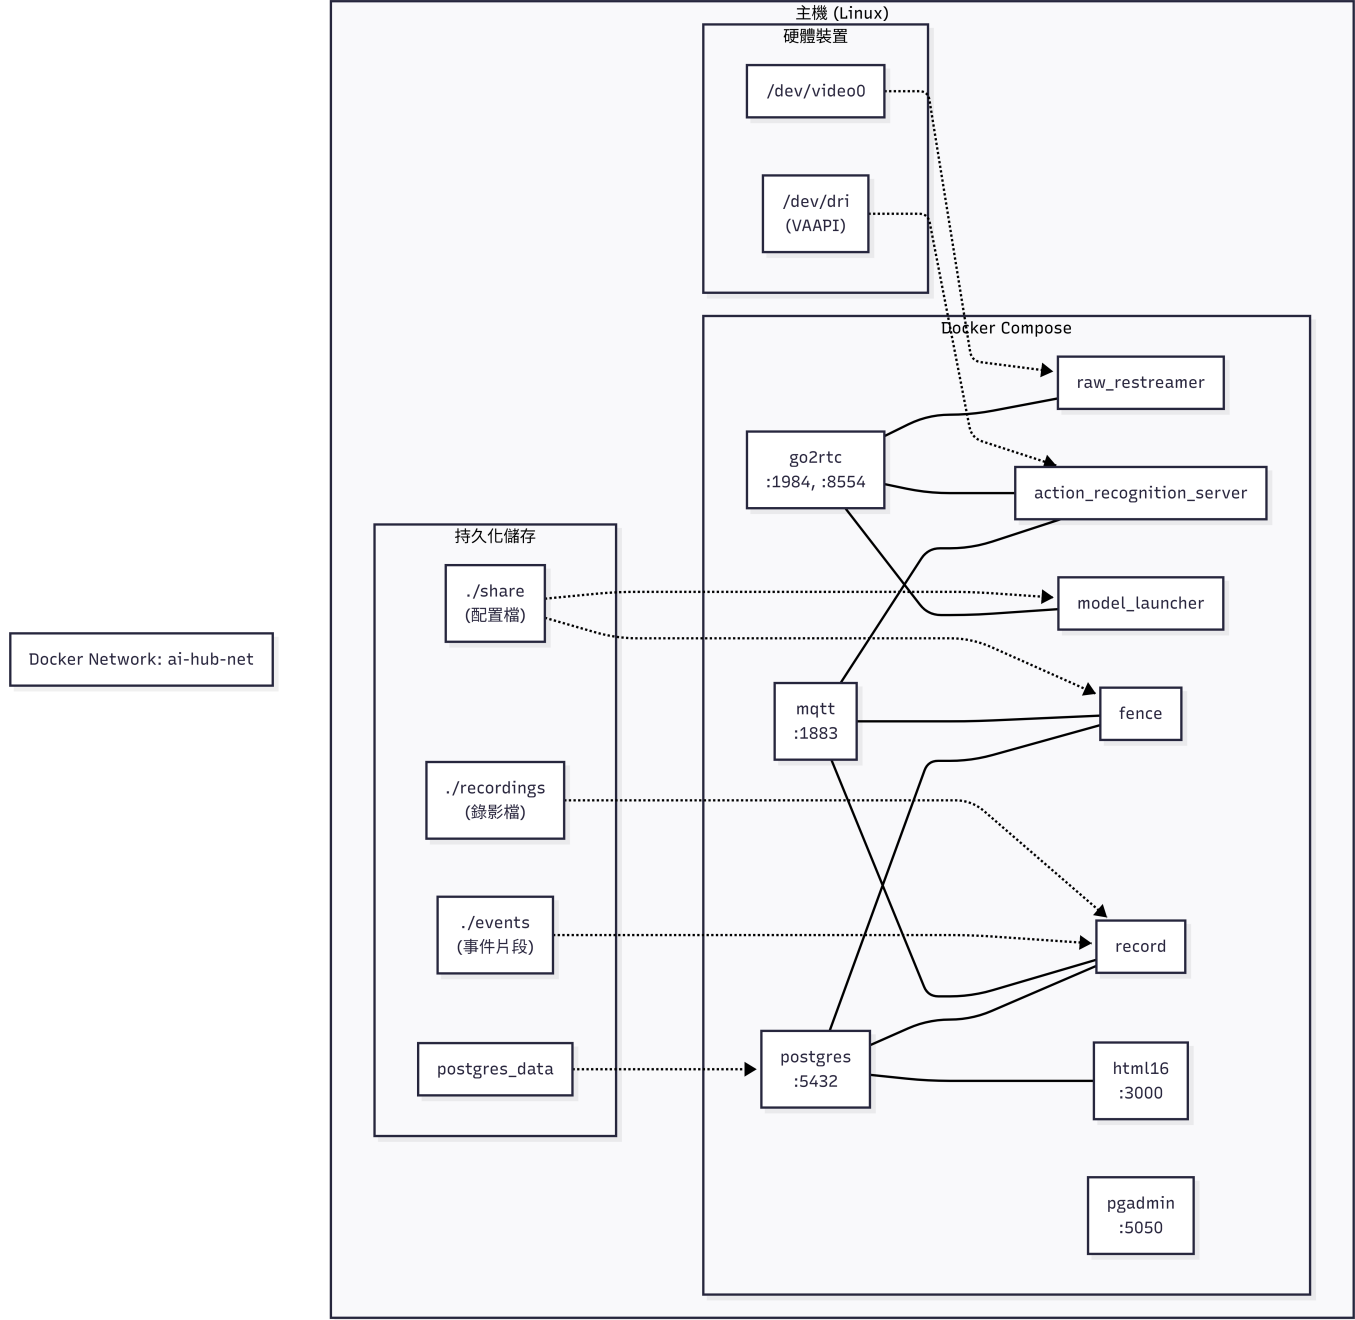 主機 (Linux)
硬體裝置
/dev/video0
/dev/dri
(VAAPI)
Docker Compose
raw_restreamer
go2rtc
:1984, :8554
action_recognition_server
持久化儲存
./share
(配置檔)
model_launcher
Docker Network: ai-hub-net
mqtt
:1883
fence
./recordings
(錄影檔)
./events
(事件片段)
record
postgres_data
postgres
:5432
html16
:3000
pgadmin
:5050